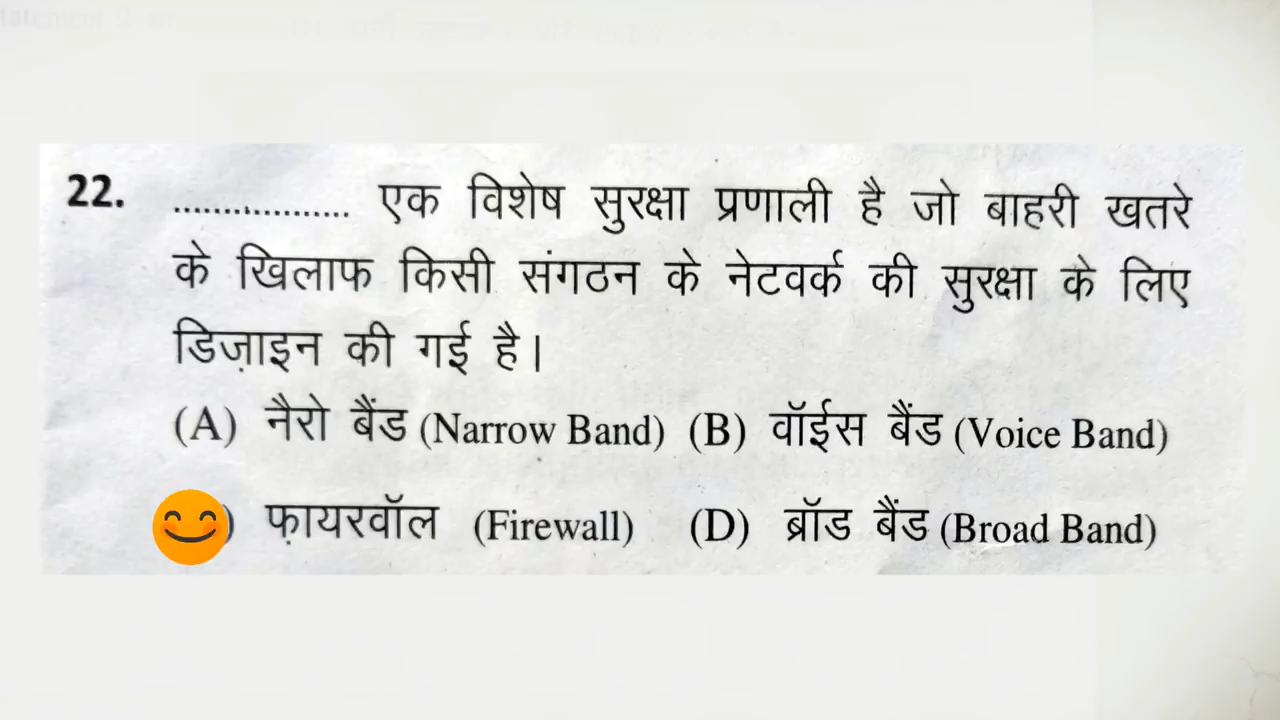 22. .................. एक विशेष सुरक्षा प्रणाली है जो बाहरी खतरे
के खिलाफ किसी संगठन के नेटवर्क की सुरक्षा के लिए
डिज़ाइन की गई है।
(A) नैरो बैंड (Narrow Band) (B) वॉईस बैंड (Voice Band)
) फ़ायरवॉल (Firewall) (D) ब्रॉड बैंड (Broad Band)